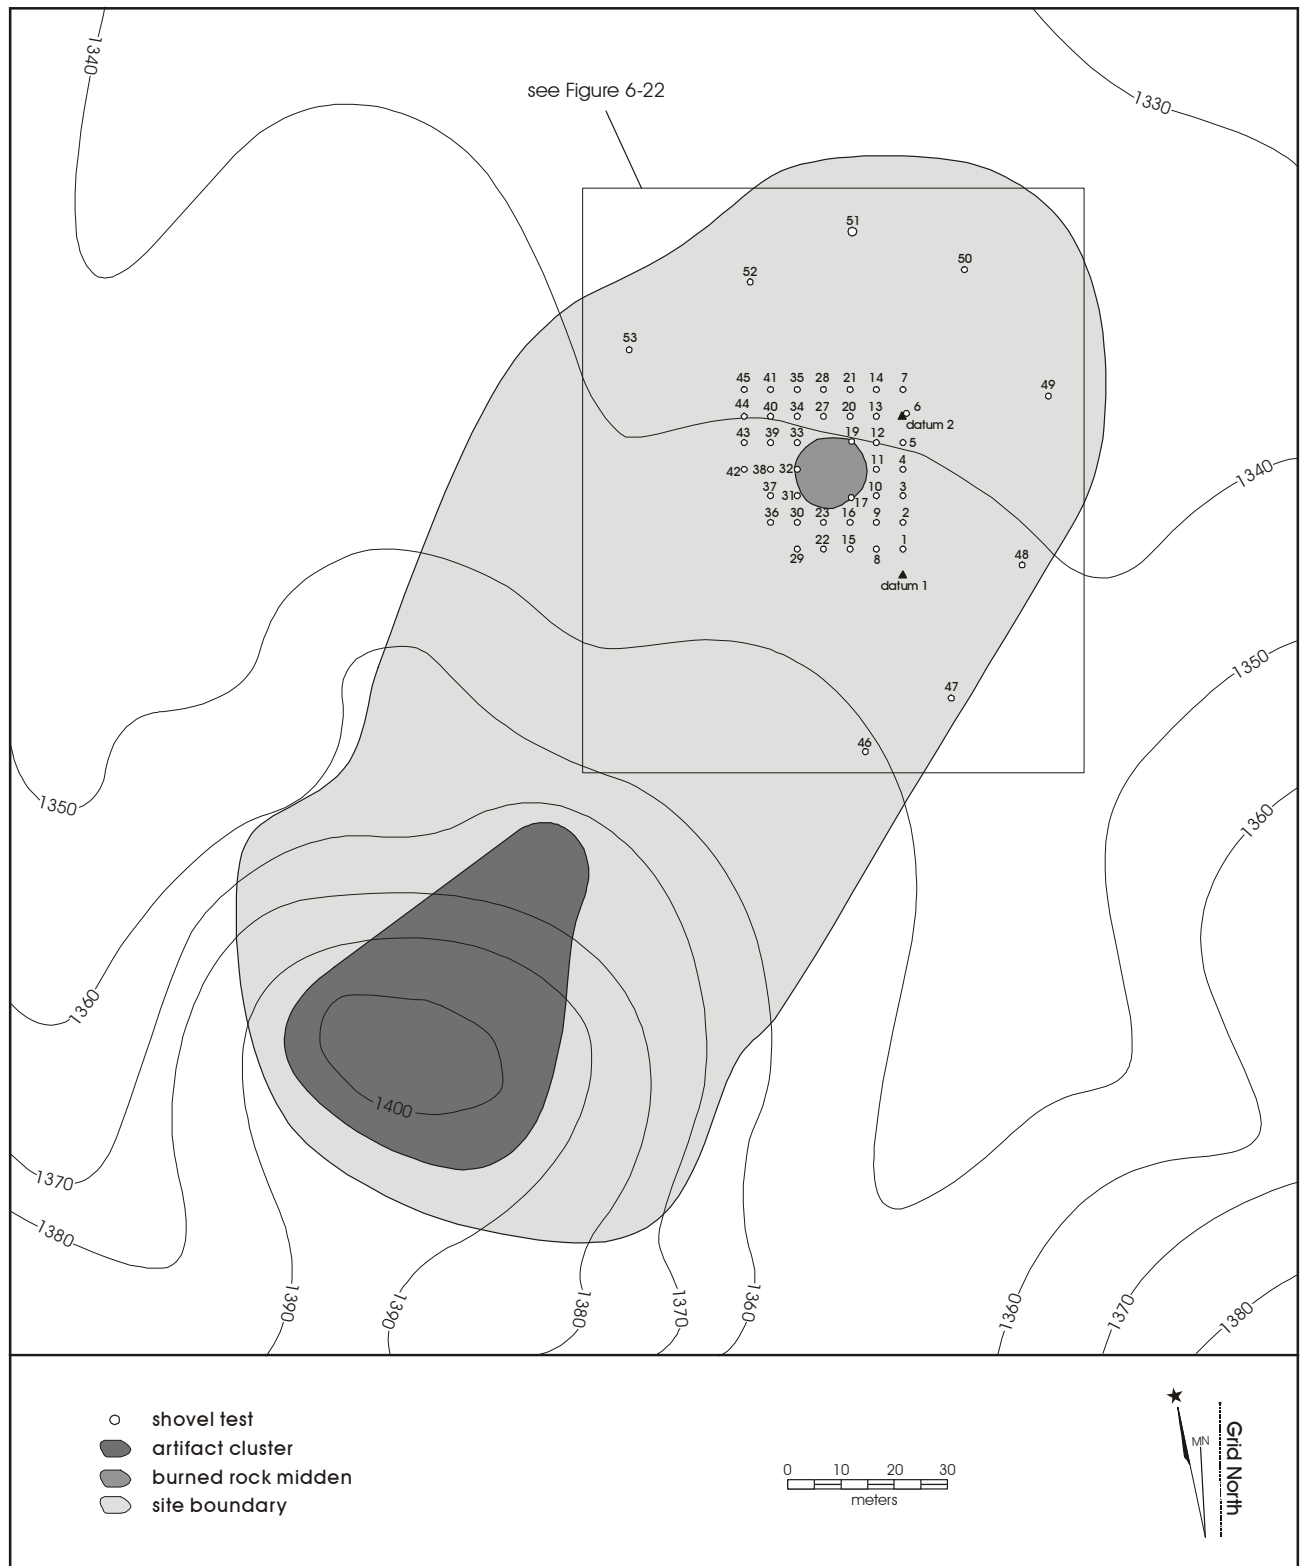 1340
1330
see Figure 6-22
51
50
52
53
49
45 41 35 28 21 14 7
44 40 34 27 20 13 6
datum 2
43 39 33 19 12 5
42 38 32 11 4
37 31 17 10 3
36 30 23 16 9 2
29 22 15 8 1
datum 1
48
1340
1350
47
46
1350
1360
1360
1400
1370
1380
1390
1390
1380
1370
1360
1360
1370
1380
shovel test
artifact cluster
burned rock midden
site boundary
0 10 20 30
meters
MN
Grid North